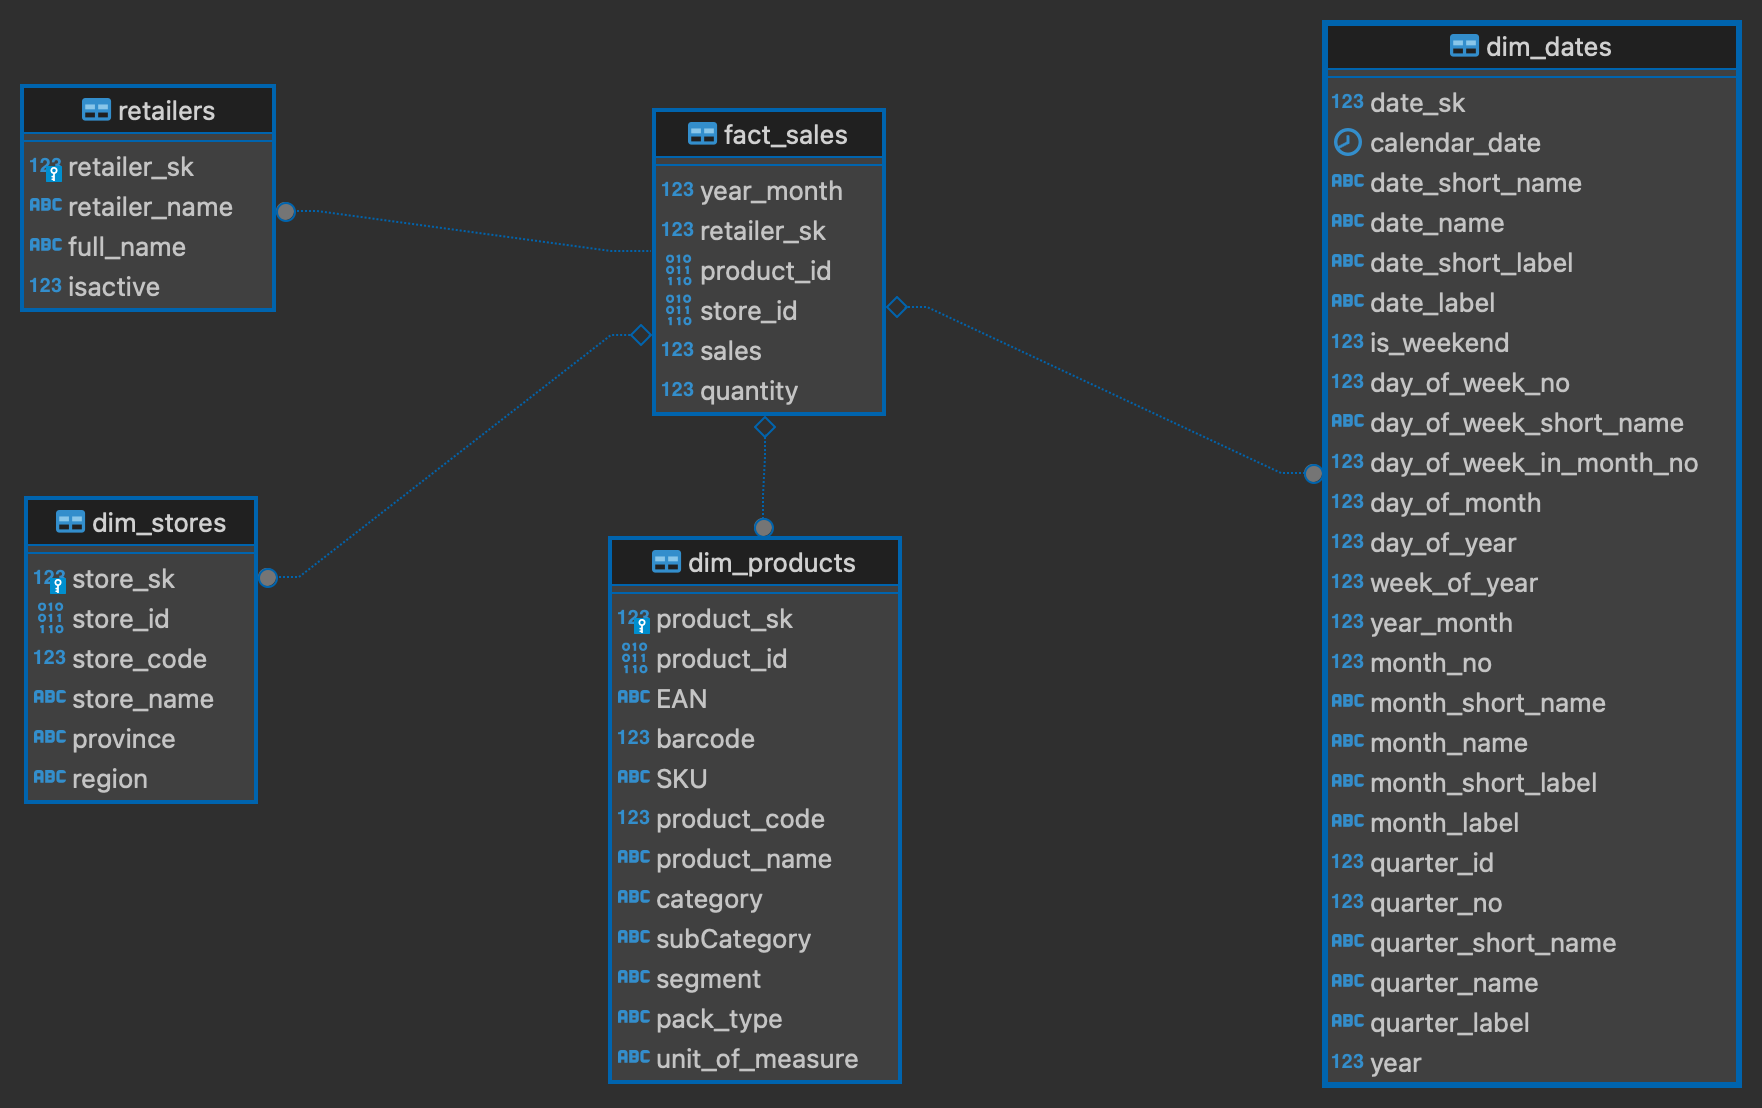 retailers
123 retailer_sk
ABC retailer_name
ABC full_name
123 isactive
fact_sales
123 year_month
123 retailer_sk
010 011 110 product_id
010 011 110 store_id
123 sales
123 quantity
dim_stores
123 store_sk
010 011 110 store_id
123 store_code
ABC store_name
ABC province
ABC region
dim_products
123 product_sk
010 011 110 product_id
ABC EAN
123 barcode
ABC SKU
123 product_code
ABC product_name
ABC category
ABC subCategory
ABC segment
ABC pack_type
ABC unit_of_measure
dim_dates
123 date_sk
calendar_date
ABC date_short_name
ABC date_name
ABC date_short_label
ABC date_label
123 is_weekend
123 day_of_week_no
ABC day_of_week_short_name
123 day_of_week_in_month_no
123 day_of_month
123 day_of_year
123 week_of_year
123 year_month
123 month_no
ABC month_short_name
ABC month_name
ABC month_short_label
ABC month_label
123 quarter_id
123 quarter_no
ABC quarter_short_name
ABC quarter_name
ABC quarter_label
123 year